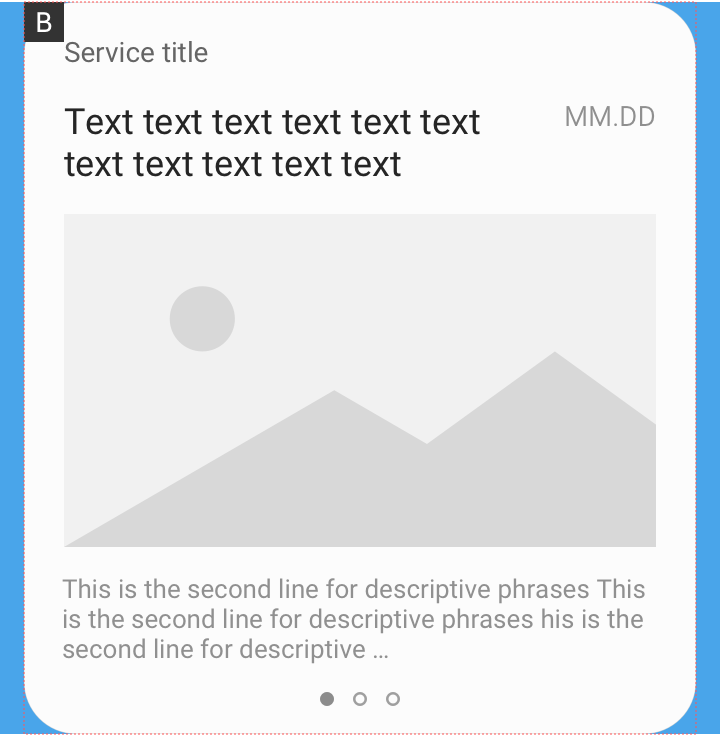 B
Service title
Text text text text text text
MM.DD
text text text text text
This is the second line for descriptive phrases This
is the second line for descriptive phrases his is the
second line for descriptive ...